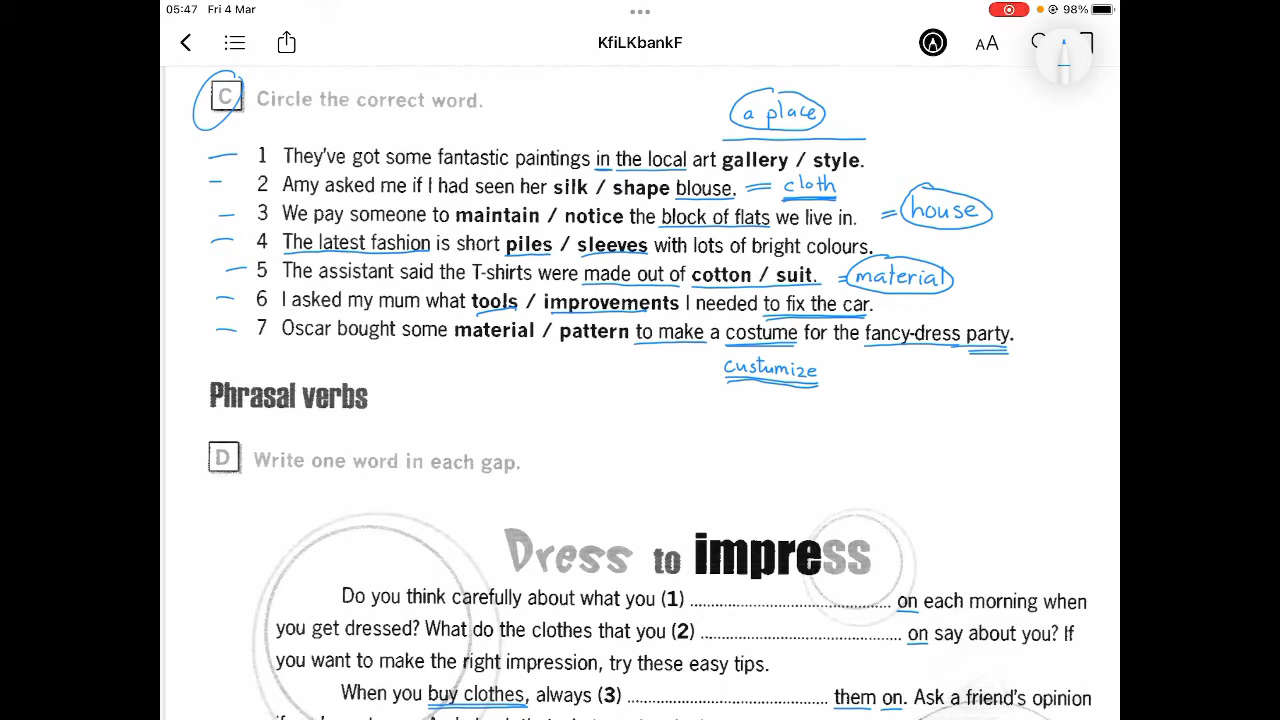 05:47 Fri 4 Mar
98%
KfiLKbankF
AA
C Circle the correct word.
a place
1 They've got some fantastic paintings in the local art gallery / style.
2 Amy asked me if I had seen her silk / shape blouse. = cloth
3 We pay someone to maintain / notice the block of flats we live in. = house
4 The latest fashion is short piles / sleeves with lots of bright colours.
5 The assistant said the T-shirts were made out of cotton / suit. = material
6 I asked my mum what tools / improvements I needed to fix the car.
7 Oscar bought some material / pattern to make a costume for the fancy-dress party.
custumize
Phrasal verbs
D Write one word in each gap.
Dress to impress
Do you think carefully about what you (1) .................................................. on each morning when
you get dressed? What do the clothes that you (2) .................................................. on say about you? If
you want to make the right impression, try these easy tips.
When you buy clothes, always (3) .................................................. them on. Ask a friend's opinion